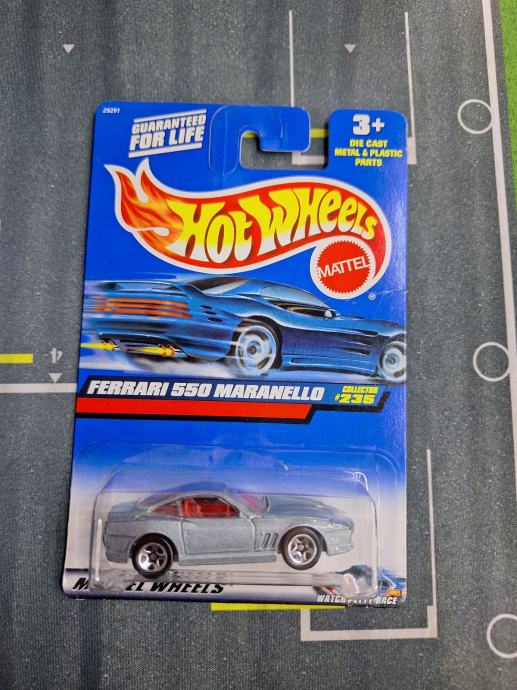 29291
GUARANTEED
FOR LIFE
3+
DIE CAST
METAL & PLASTIC
PARTS
HOT WHEELS
MATTEL
®
FERRARI 550 MARANELLO
COLLECTOR
#235
WHEELS